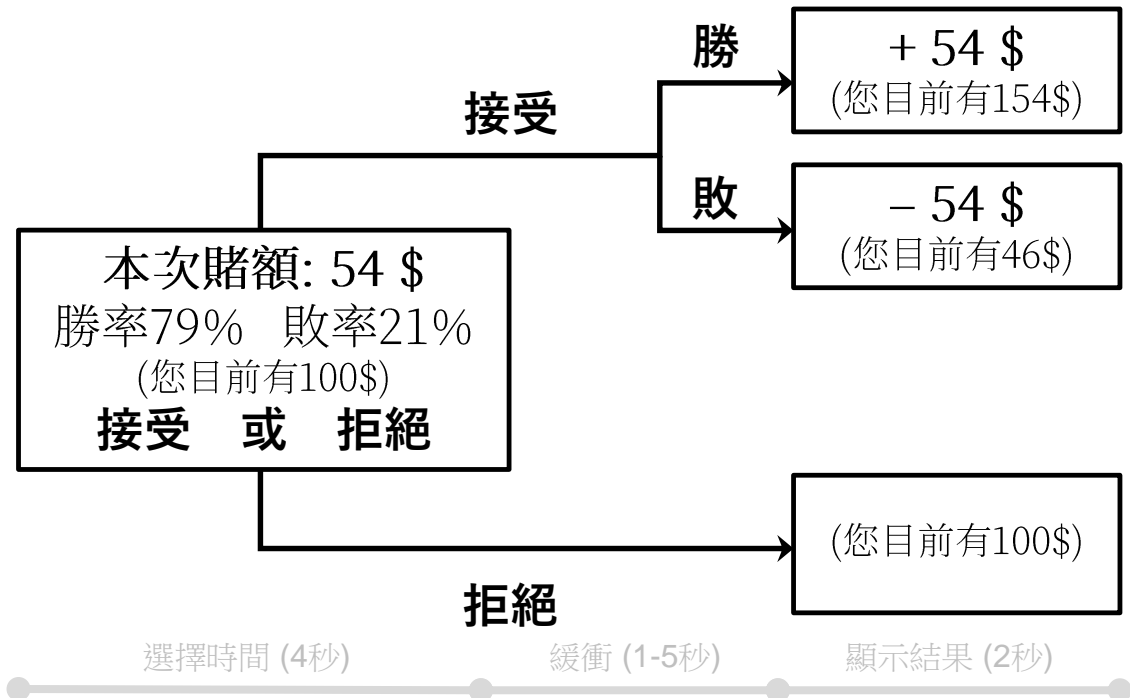 勝
+ 54 $
(您目前有154$)
接受
敗
– 54 $
(您目前有46$)
本次賭額: 54 $
勝率79% 敗率21%
(您目前有100$)
接受 或 拒絕
(您目前有100$)
拒絕
選擇時間 (4秒) 緩衝 (1-5秒) 顯示結果 (2秒)